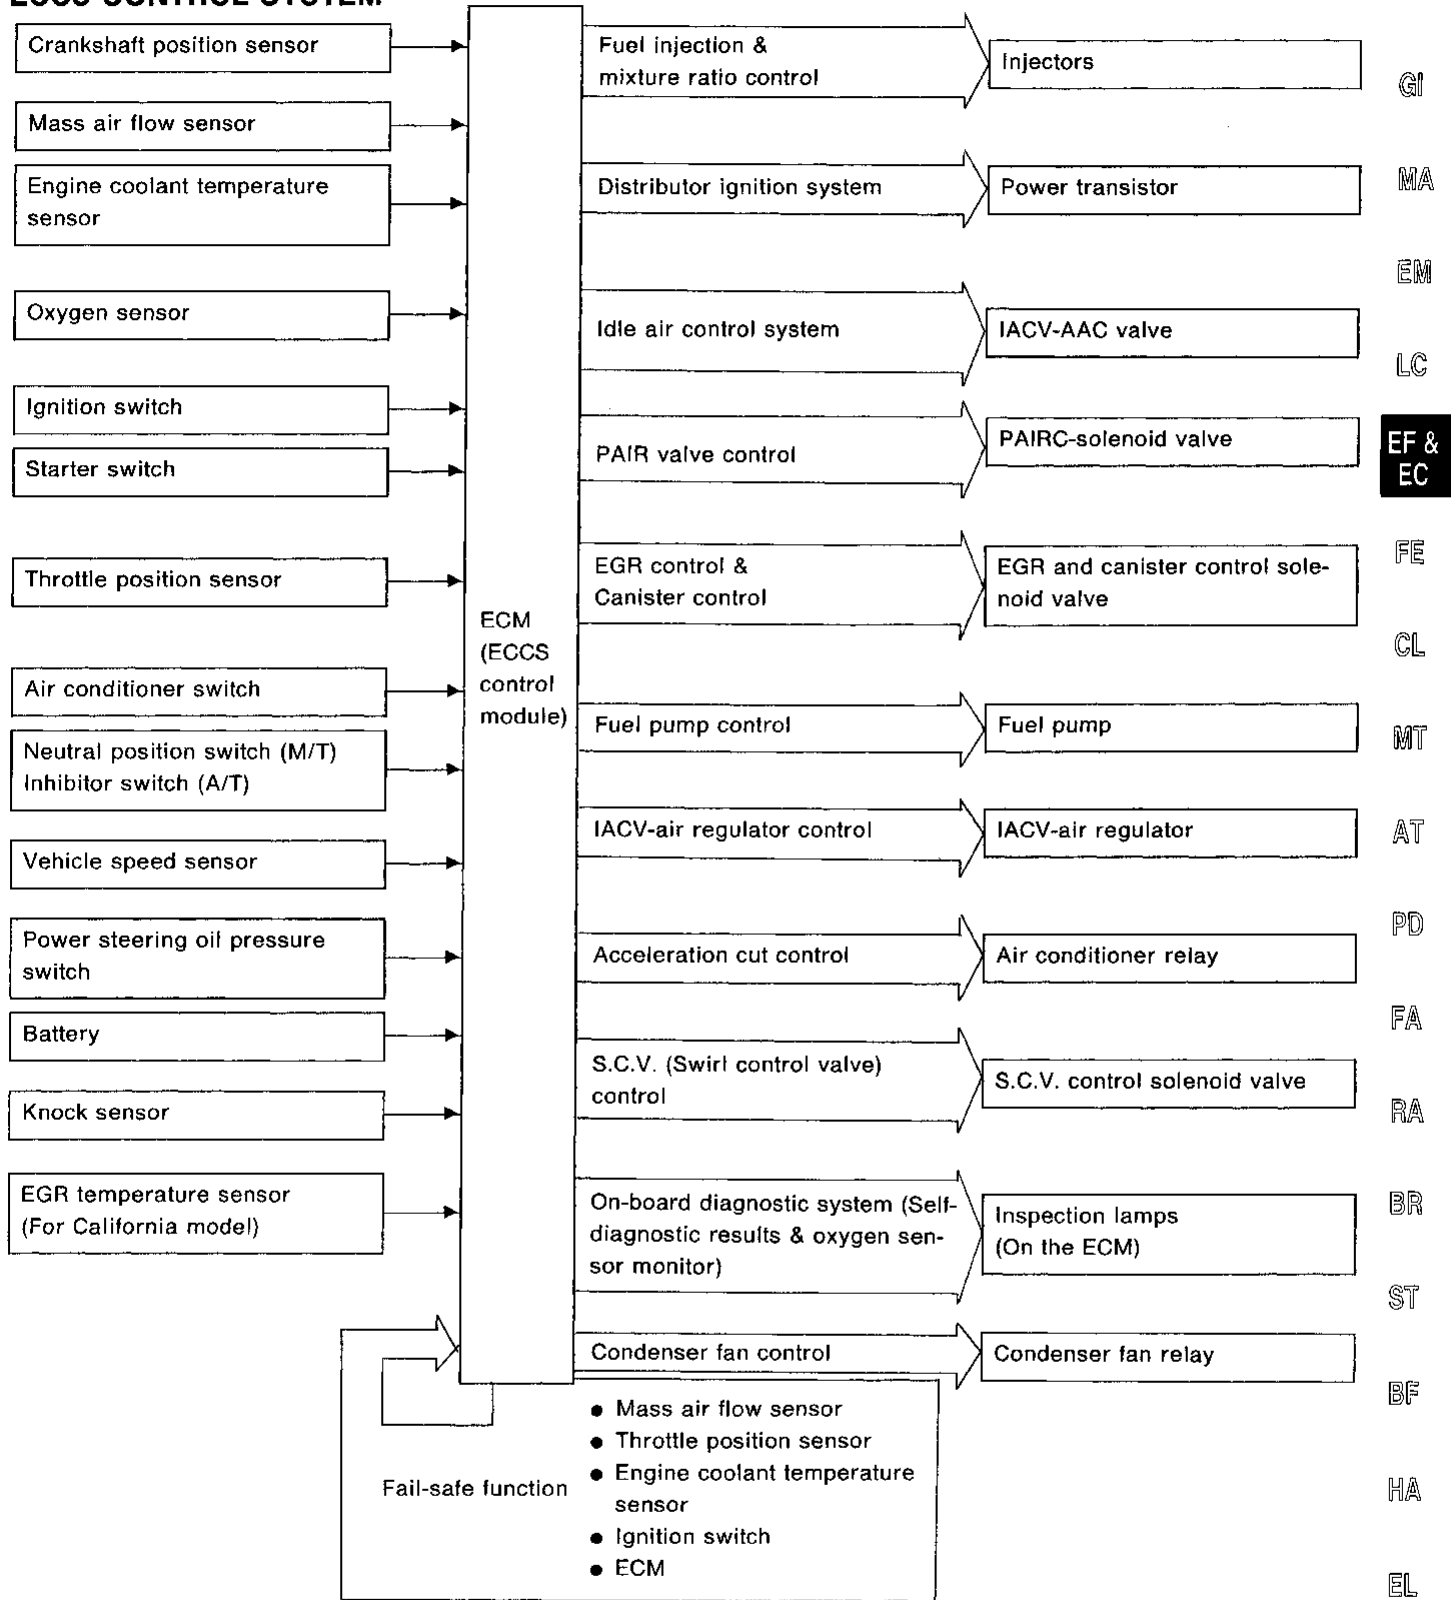 ECCS CONTROL SYSTEM
Crankshaft position sensor
Mass air flow sensor
Engine coolant temperature
sensor
Oxygen sensor
Ignition switch
Starter switch
Throttle position sensor
Air conditioner switch
Neutral position switch (M/T)
Inhibitor switch (A/T)
Vehicle speed sensor
Power steering oil pressure
switch
Battery
Knock sensor
EGR temperature sensor
(For California model)
ECM
(ECCS
control
module)
Fuel injection &
mixture ratio control
Injectors
Distributor ignition system
Power transistor
Idle air control system
IACV-AAC valve
PAIR valve control
PAIRC-solenoid valve
EGR control &
Canister control
EGR and canister control sole-
noid valve
Fuel pump control
Fuel pump
IACV-air regulator control
IACV-air regulator
Acceleration cut control
Air conditioner relay
S.C.V. (Swirl control valve)
control
S.C.V. control solenoid valve
On-board diagnostic system (Self-
diagnostic results & oxygen sen-
sor monitor)
Inspection lamps
(On the ECM)
Condenser fan control
Condenser fan relay
Fail-safe function
● Mass air flow sensor
● Throttle position sensor
● Engine coolant temperature
sensor
● Ignition switch
● ECM
GI
MA
EM
LC
EF &
EC
FE
CL
MT
AT
PD
FA
RA
BR
ST
BF
HA
EL